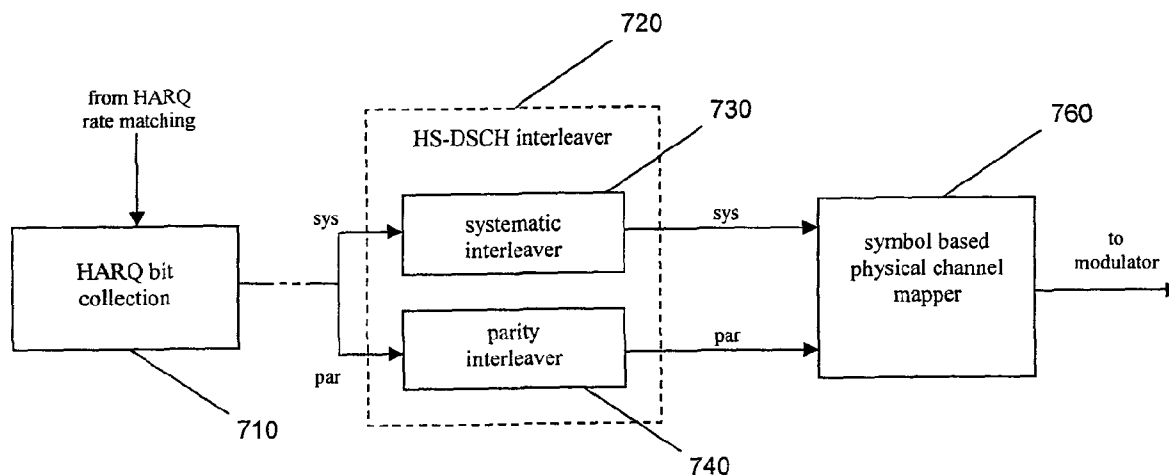 720
from HARQ
rate matching
HS-DSCH interleaver
730
760
sys
systematic
interleaver
sys
HARQ bit
collection
symbol based
physical channel
mapper
to
modulator
par
parity
interleaver
par
710
740